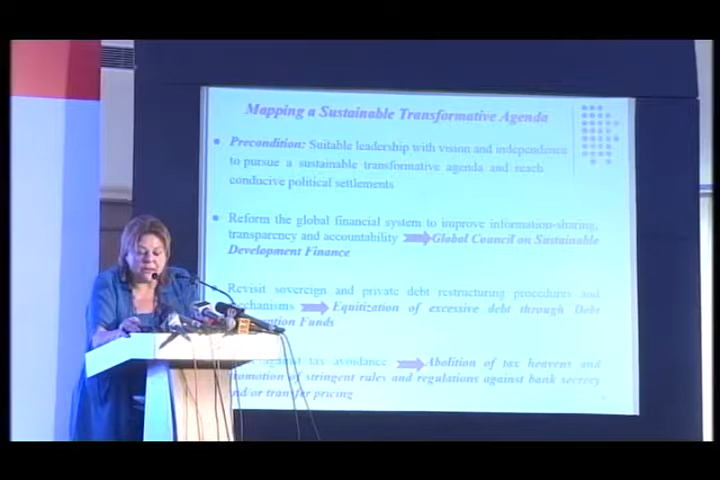 Mapping a Sustainable Transformative Agenda
Precondition: Suitable leadership with vision and independence
to pursue a sustainable transformative agenda and reach
conducive political settlements
Reform the global financial system to improve information-sharing,
transparency and accountability Global Council on Sustainable
Development Finance
Revisit sovereign and private debt restructuring procedures and
mechanisms Equitization of excessive debt through Debt
Funds
against tax avoidance Abolition of tax heavens and
promotion of stringent rules and regulations against bank secrecy
and/or transfer pricing